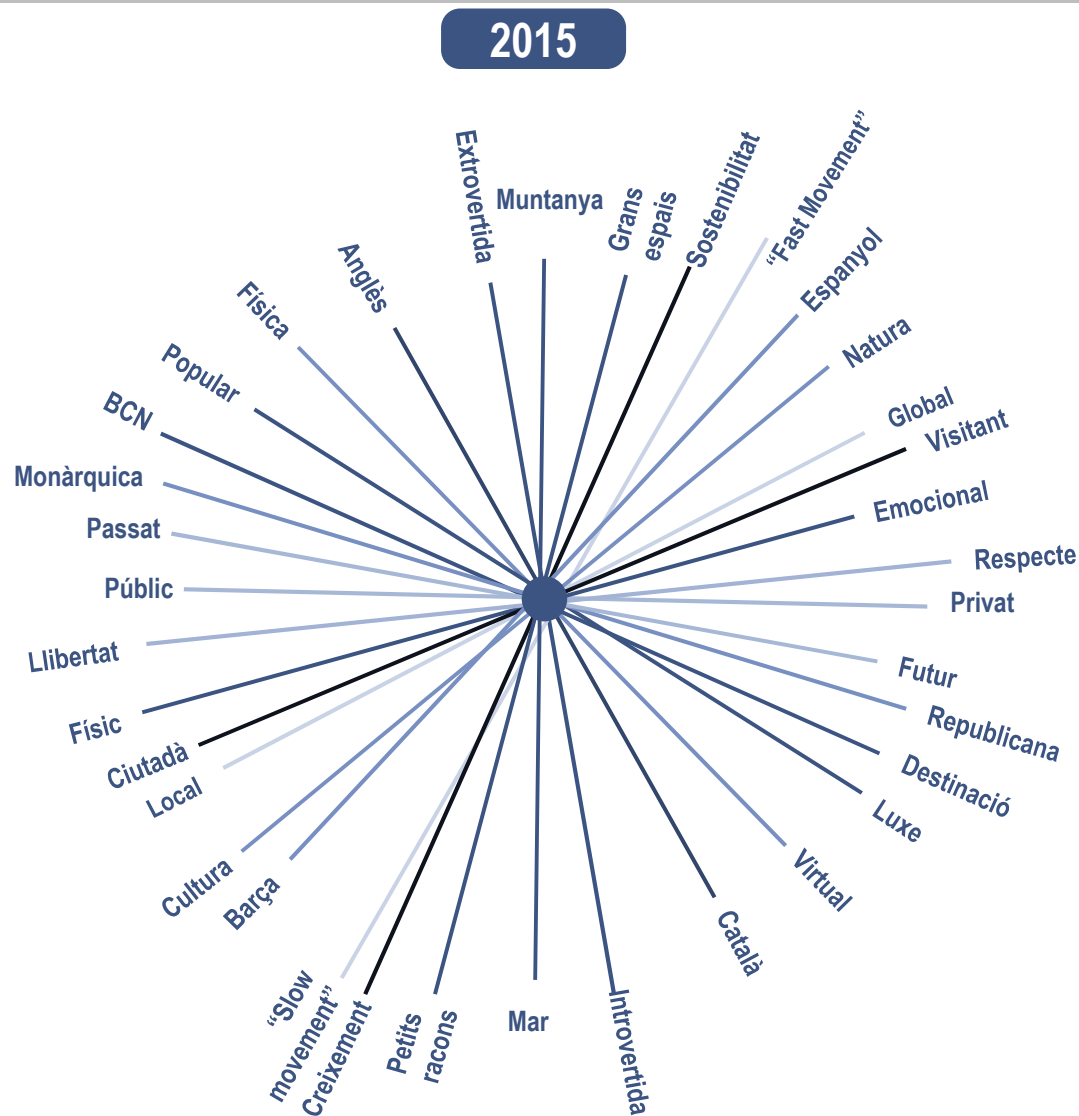 2015
Extrovertida
Muntanya
Grans
espais
Sostenibilitat
“Fast Movement”
Espanyol
Natura
Global
Visitant
Emocional
Respecte
Privat
Futur
Republicana
Destinació
Luxe
Virtual
Català
Introvertida
Mar
Petits
racons
Creixement
“Slow
movement”
Barça
Cultura
Local
Ciutadà
Físic
Llibertat
Públic
Passat
Monàrquica
BCN
Popular
Física
Anglès